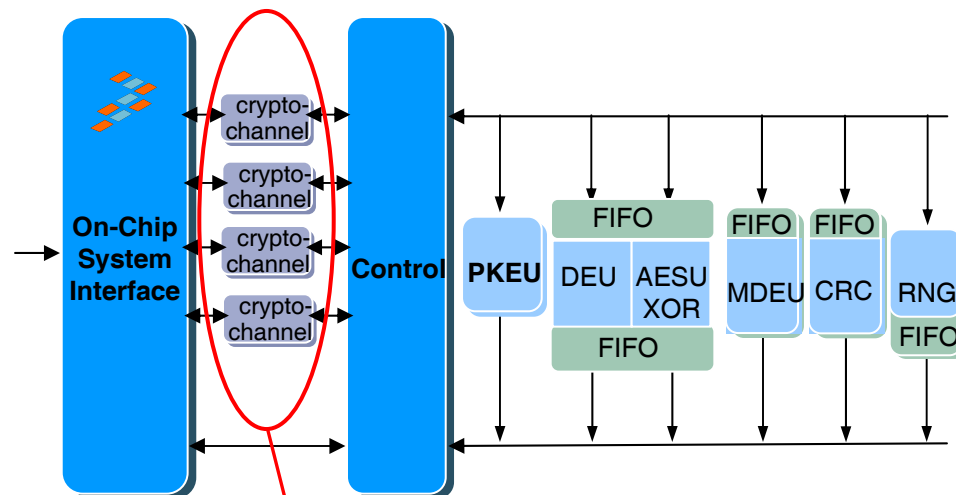 crypto-
channel
crypto-
channel
crypto-
channel
crypto-
channel
On-Chip
System
Interface
Control
PKEU
FIFO
DEU
AESU
XOR
FIFO
FIFO
MDEU
FIFO
CRC
RNG
FIFO